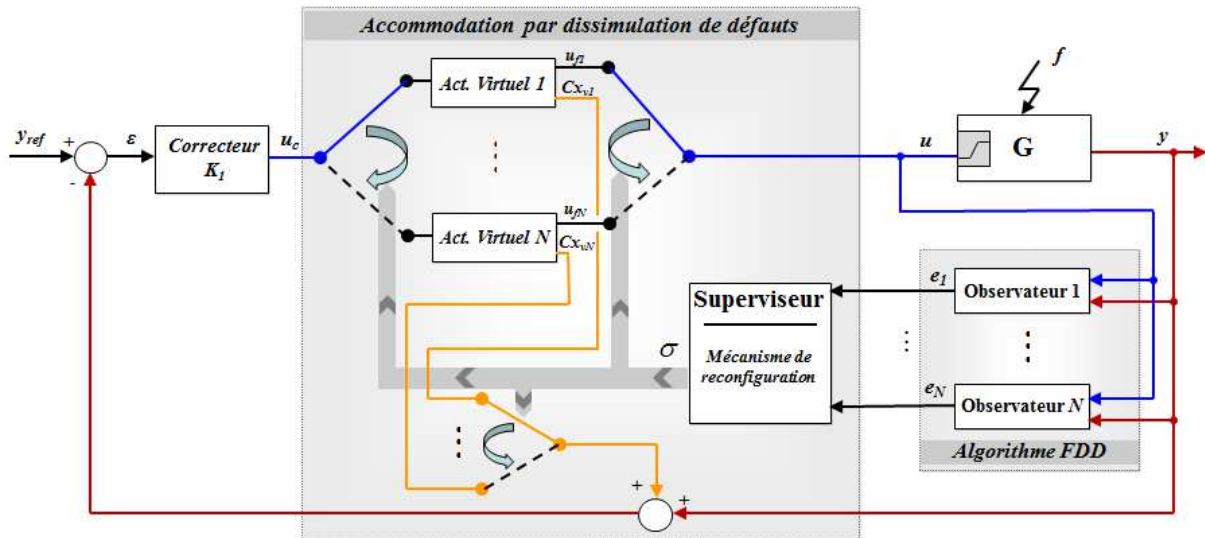 Accommodation par dissimulation de défauts
y_ref
+
-
ε
Correcteur
K_1
u_c
Act. Virtuel 1
u_f1
Cx_v1
Act. Virtuel N
u_fN
Cx_vN
f
u
G
y
Superviseur
Mécanisme de
reconfiguration
σ
e_1
Observateur 1
e_N
Observateur N
Algorithme FDD
+
+